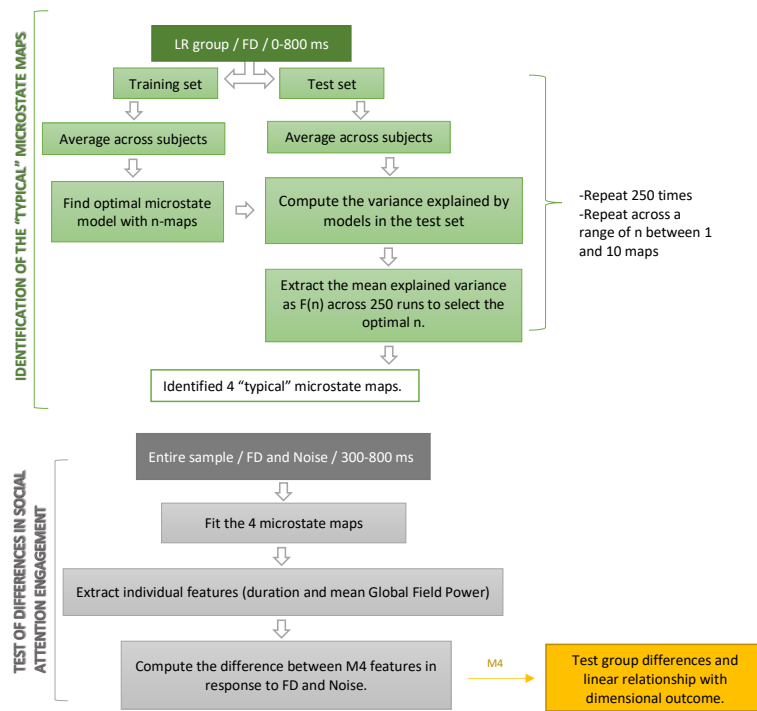 IDENTIFICATION OF THE "TYPICAL" MICROSTATE MAPS
LR group / FD / 0-800 ms
Training set
Test set
Average across subjects
Average across subjects
Find optimal microstate
model with n-maps
Compute the variance explained by
models in the test set
Extract the mean explained variance
as F(n) across 250 runs to select the
optimal n.
-Repeat 250 times
-Repeat across a
range of n between 1
and 10 maps
Identified 4 “typical” microstate maps.
TEST OF DIFFERENCES IN SOCIAL
ATTENTION ENGAGEMENT
Entire sample / FD and Noise / 300-800 ms
Fit the 4 microstate maps
Extract individual features (duration and mean Global Field Power)
Compute the difference between M4 features in
response to FD and Noise.
M4
Test group differences and
linear relationship with
dimensional outcome.